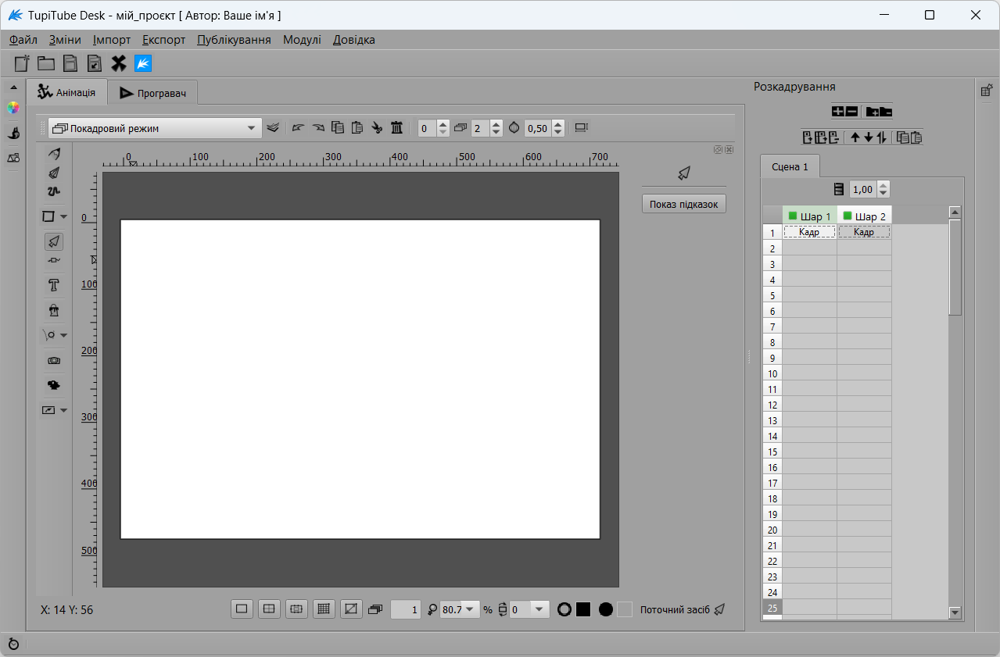 TupiTube Desk - мій_проєкт [ Автор: Ваше ім'я ]
Файл Зміни Імпорт Експорт Публікування Модулі Довідка
Анімація Програвач
Розкадрування
Покадровий режим 0 2 0,50
0 100 200 300 400 500 600 700
Показ підказок
Сцена 1
1,00
Шар 1 Шар 2
1 Кадр Кадр
2
3
4
5
6
7
8
9
10
11
12
13
14
15
16
17
18
19
20
21
22
23
24
25
0
100
200
300
400
500
X: 14 Y: 56 1 80.7 % 0 Поточний засіб